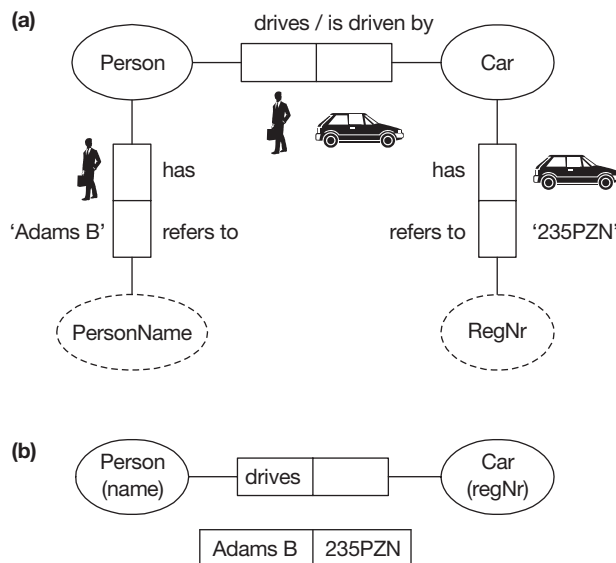 (a)
drives / is driven by
Person
Car
has
has
'Adams B'
refers to
refers to
'235PZN'
PersonName
RegNr
(b)
Person
(name)
drives
Car
(regNr)
Adams B
235PZN